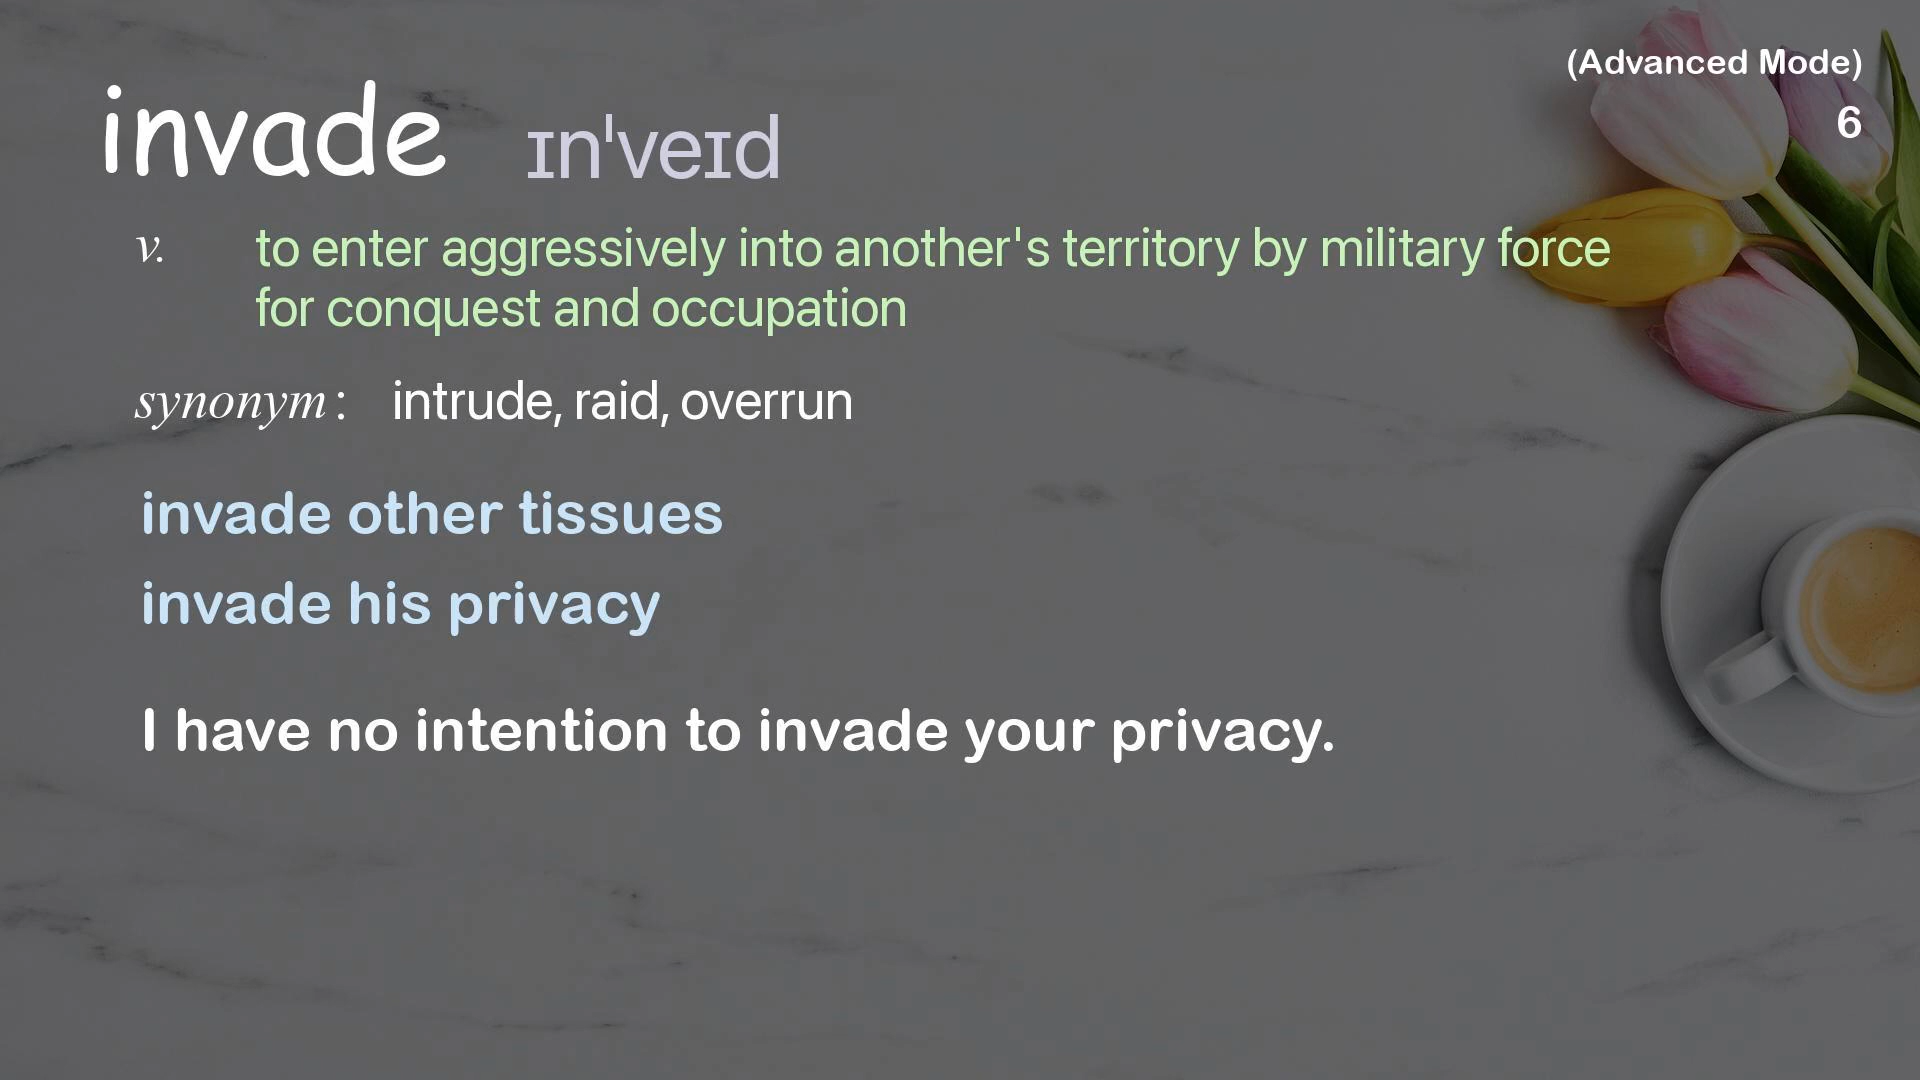 (Advanced Mode)
6
invade ɪnˈveɪd
v. to enter aggressively into another's territory by military force
for conquest and occupation
synonym : intrude, raid, overrun
invade other tissues
invade his privacy
I have no intention to invade your privacy.